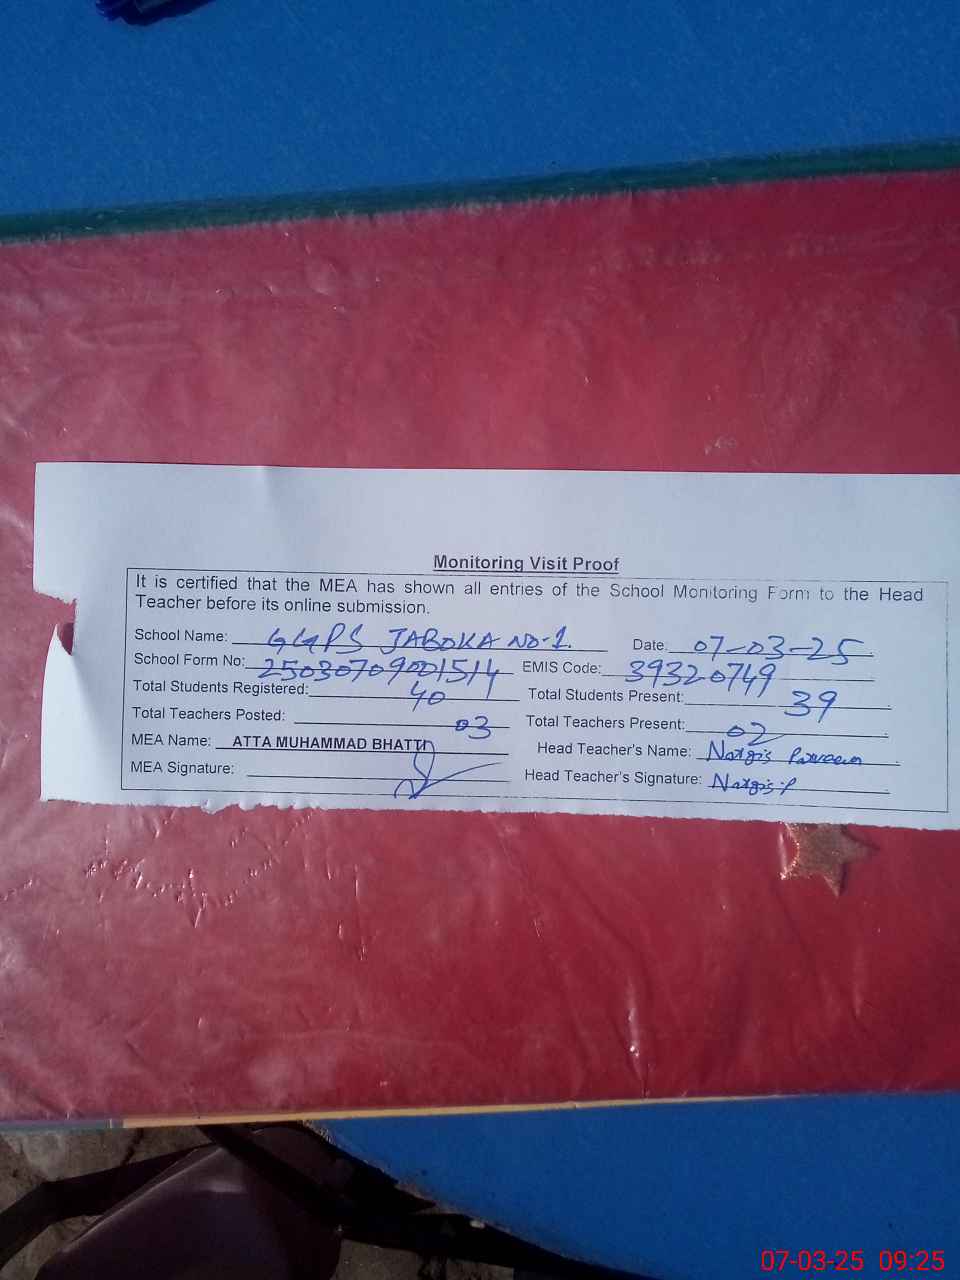 Monitoring Visit Proof
It is certified that the MEA has shown all entries of the School Monitoring Form to the Head
Teacher before its online submission.
School Name: GGPS JABOKA NO-1. Date: 07-03-25
School Form No: 25030709001514 EMIS Code: 39320749
Total Students Registered: 40 Total Students Present: 39
Total Teachers Posted: 03 Total Teachers Present: 02
MEA Name: ATTA MUHAMMAD BHATTI Head Teacher's Name: Nargis Parveen
MEA Signature: Head Teacher's Signature: Nargis.P
07-03-25 09:25